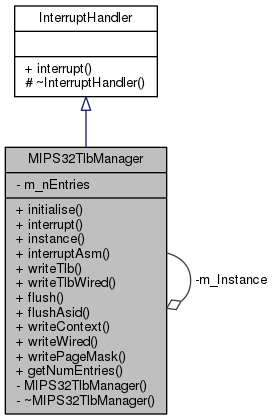 InterruptHandler
+ interrupt()
# ~InterruptHandler()
MIPS32TlbManager
- m_nEntries
+ initialise()
+ interrupt()
+ instance()
+ interruptAsm()
+ writeTlb()
+ writeTlbWired()
+ flush()
+ flushAsid()
+ writeContext()
+ writeWired()
+ writePageMask()
+ getNumEntries()
- MIPS32TlbManager()
- ~MIPS32TlbManager()
-m_Instance